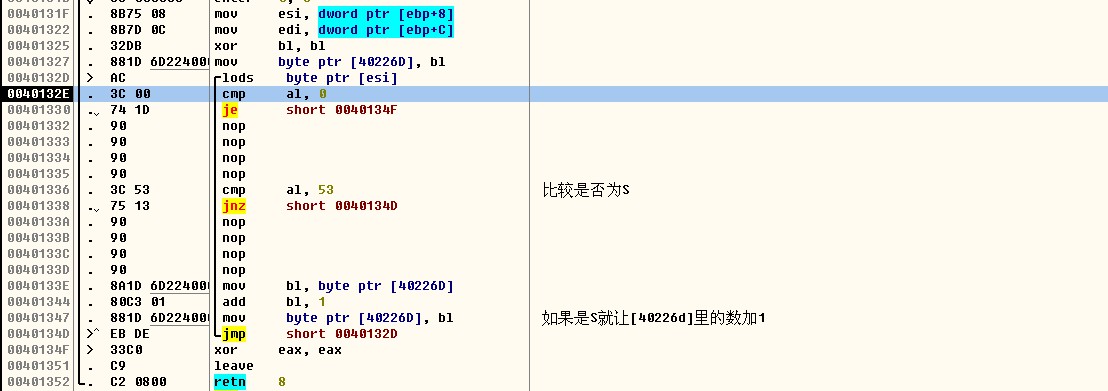 0040131F . 8B75 08 mov esi, dword ptr [ebp+8]
00401322 . 8B7D 0C mov edi, dword ptr [ebp+C]
00401325 . 32DB xor bl, bl
00401327 . 881D 6D22400 mov byte ptr [40226D], bl
0040132D > AC lods byte ptr [esi]
0040132E . 3C 00 cmp al, 0
00401330 . 74 1D je short 0040134F
00401332 . 90 nop
00401333 . 90 nop
00401334 . 90 nop
00401335 . 90 nop
00401336 . 3C 53 cmp al, 53 比较是否为S
00401338 . 75 13 jnz short 0040134D
0040133A . 90 nop
0040133B . 90 nop
0040133C . 90 nop
0040133D . 90 nop
0040133E . 8A1D 6D22400 mov bl, byte ptr [40226D]
00401344 . 80C3 01 add bl, 1
00401347 . 881D 6D22400 mov byte ptr [40226D], bl 如果是S就让[40226d]里的数加1
0040134D >^ EB DE jmp short 0040132D
0040134F > 33C0 xor eax, eax
00401351 . C9 leave
00401352 . C2 0800 retn 8